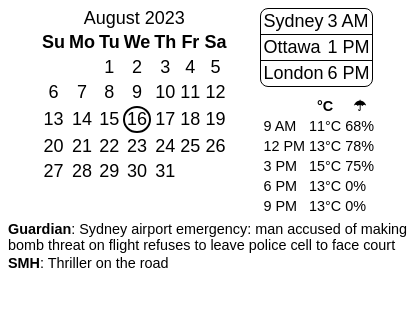 August 2023
Su Mo Tu We Th Fr Sa
1 2 3 4 5
6 7 8 9 10 11 12
13 14 15 16 17 18 19
20 21 22 23 24 25 26
27 28 29 30 31
Sydney 3 AM
Ottawa 1 PM
London 6 PM
°C ☂
9 AM 11°C 68%
12 PM 13°C 78%
3 PM 15°C 75%
6 PM 13°C 0%
9 PM 13°C 0%
Guardian: Sydney airport emergency: man accused of making
bomb threat on flight refuses to leave police cell to face court
SMH: Thriller on the road